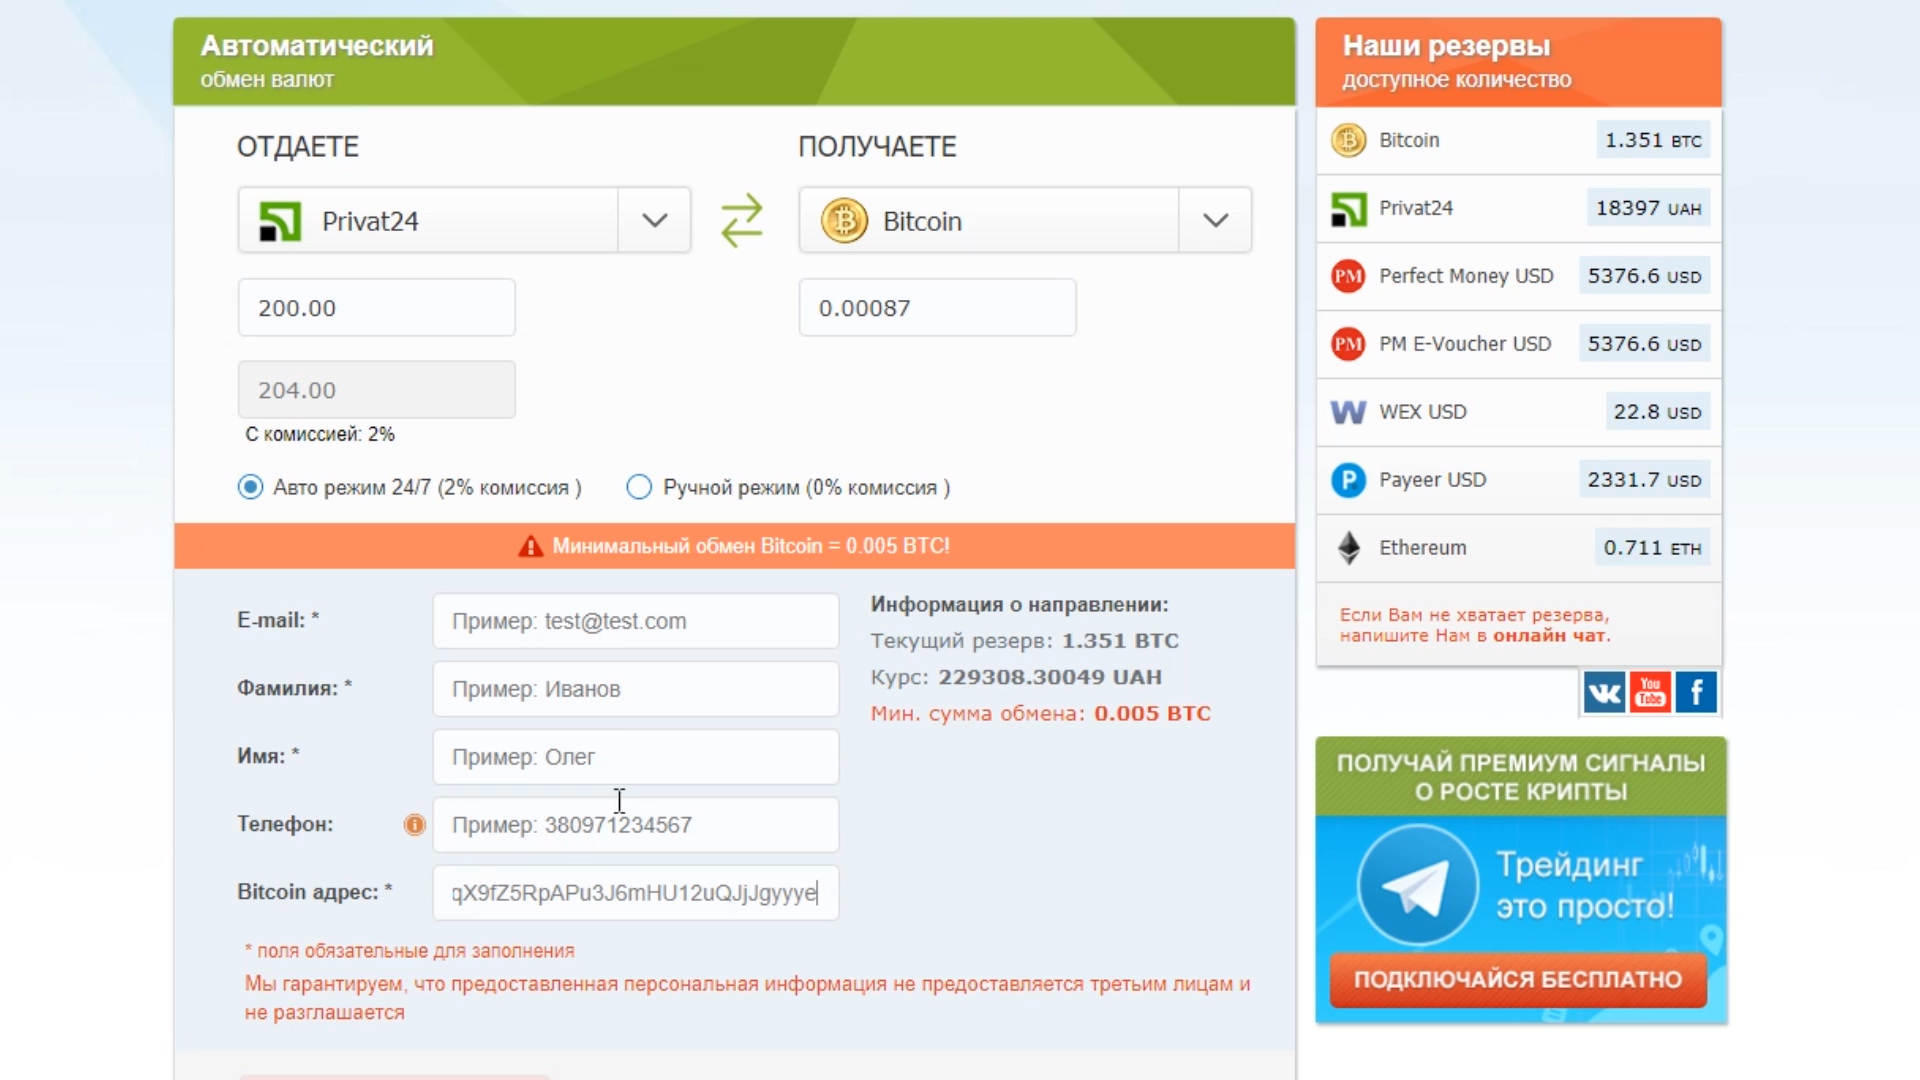 Автоматический
обмен валют
ОТДАЕТЕ
ПОЛУЧАЕТЕ
Privat24
Bitcoin
200.00
0.00087
204.00
С комиссией: 2%
Авто режим 24/7 (2% комиссия )
Ручной режим (0% комиссия )
Минимальный обмен Bitcoin = 0.005 BTC!
E-mail: *
Пример: test@test.com
Фамилия: *
Пример: Иванов
Имя: *
Пример: Олег
Телефон:
Пример: 380971234567
Bitcoin адрес: *
qX9fZ5RpAPu3J6mHU12uQJjJgyyye
Информация о направлении:
Текущий резерв: 1.351 BTC
Курс: 229308.30049 UAH
Мин. сумма обмена: 0.005 BTC
* поля обязательные для заполнения
Мы гарантируем, что предоставленная персональная информация не предоставляется третьим лицам и
не разглашается
Наши резервы
доступное количество
Bitcoin 1.351 BTC
Privat24 18397 UAH
PM Perfect Money USD 5376.6 USD
PM PM E-Voucher USD 5376.6 USD
W WEX USD 22.8 USD
P Payeer USD 2331.7 USD
Ethereum 0.711 ETH
Если Вам не хватает резерва,
напишите Нам в онлайн чат.
You
Tube
f
ПОЛУЧАЙ ПРЕМИУМ СИГНАЛЫ
О РОСТЕ КРИПТЫ
Трейдинг
это просто!
ПОДКЛЮЧАЙСЯ БЕСПЛАТНО